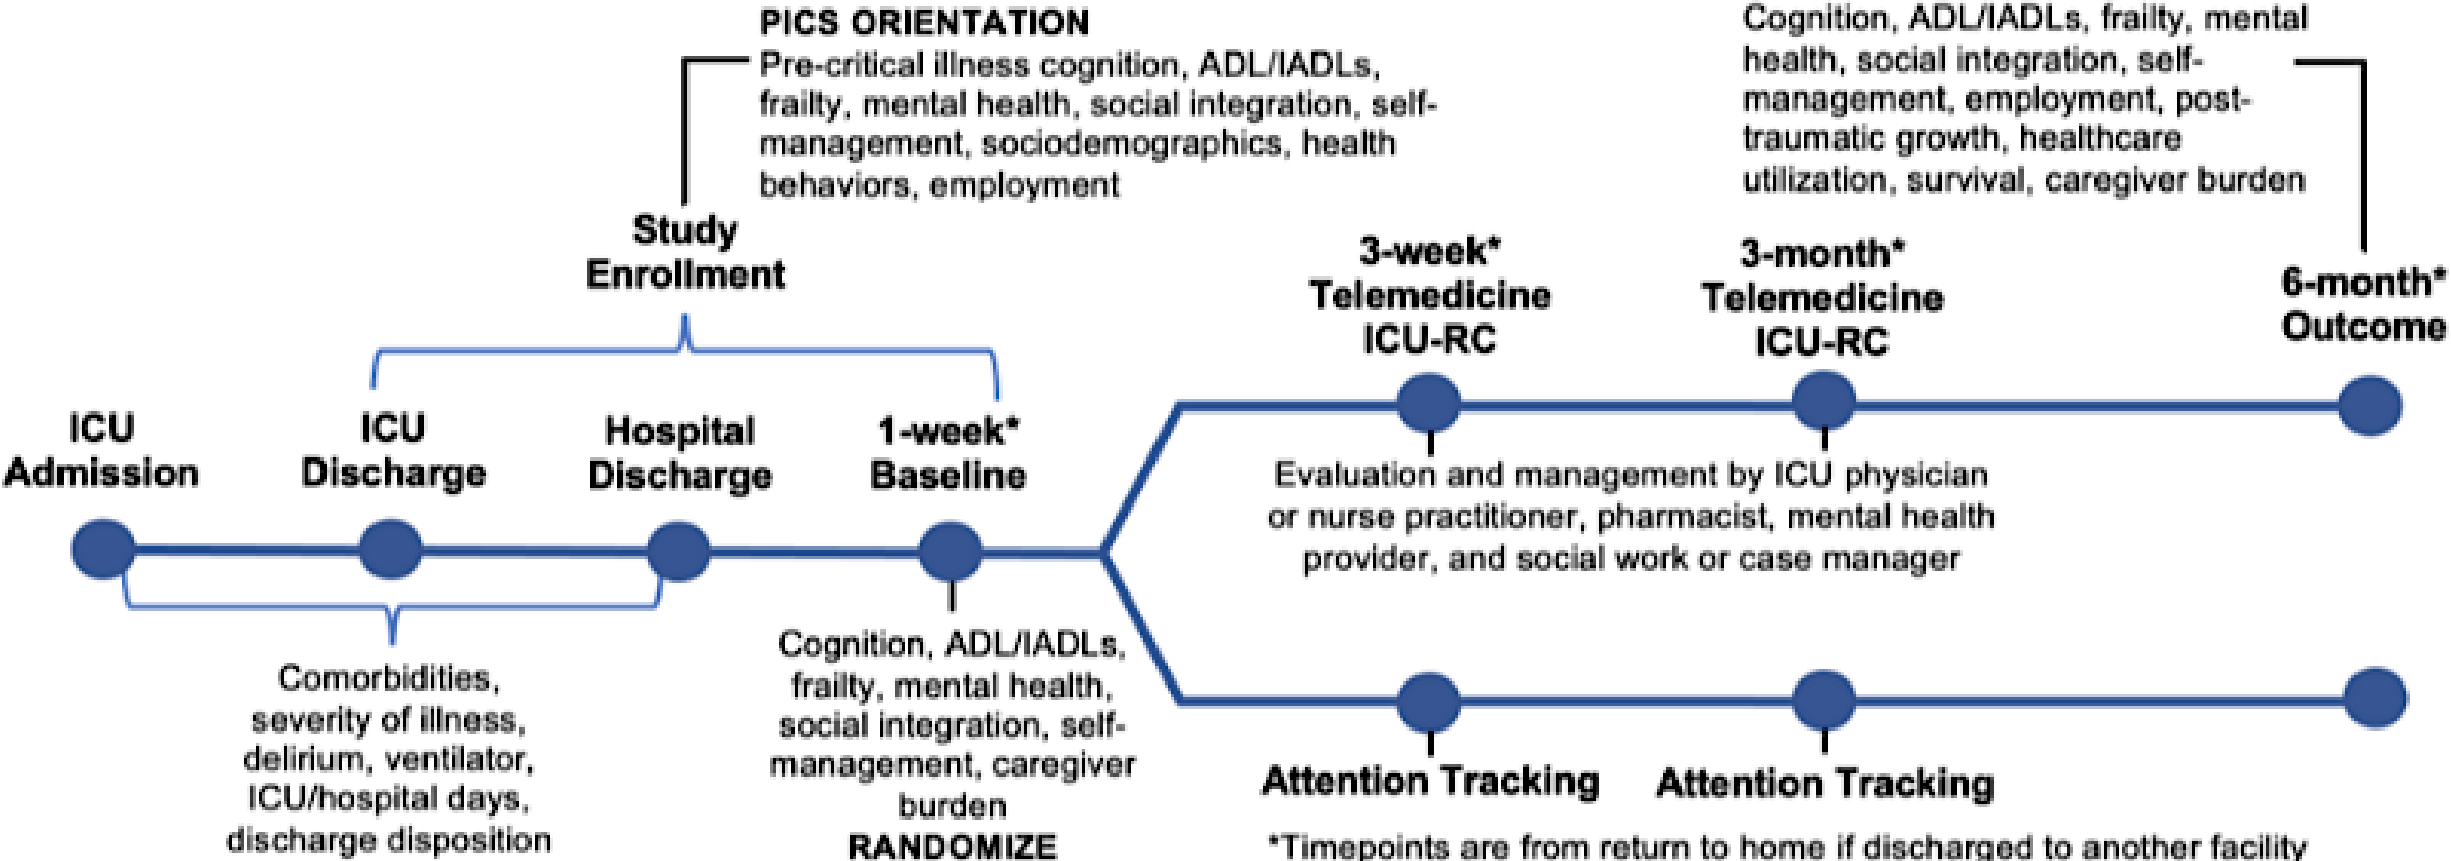 PICS ORIENTATION
Pre-critical illness cognition, ADL/IADLs,
frailty, mental health, social integration, self-
management, sociodemographics, health
behaviors, employment
Cognition, ADL/IADLs, frailty, mental
health, social integration, self-
management, employment, post-
traumatic growth, healthcare
utilization, survival, caregiver burden
Study
Enrollment
3-week*
Telemedicine
ICU-RC
3-month*
Telemedicine
ICU-RC
6-month*
Outcome
ICU
Admission
ICU
Discharge
Hospital
Discharge
1-week*
Baseline
Evaluation and management by ICU physician
or nurse practitioner, pharmacist, mental health
provider, and social work or case manager
Comorbidities,
severity of illness,
delirium, ventilator,
ICU/hospital days,
discharge disposition
Cognition, ADL/IADLs,
frailty, mental health,
social integration, self-
management, caregiver
burden
RANDOMIZE
Attention Tracking
Attention Tracking
*Timepoints are from return to home if discharged to another facility